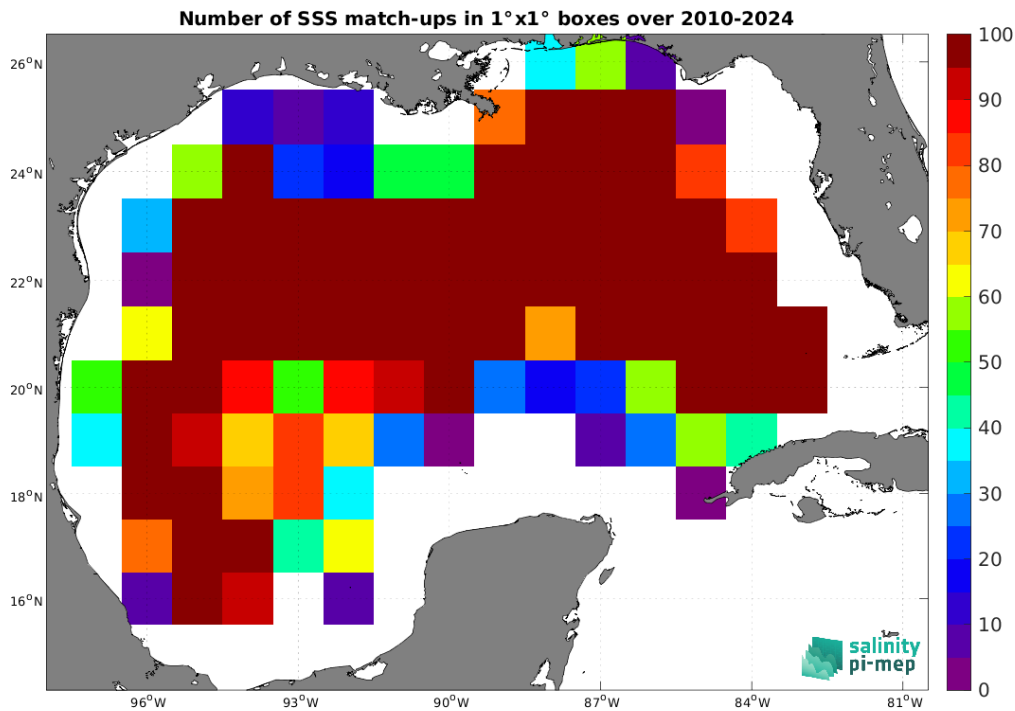 Number of SSS match-ups in 1°x1° boxes over 2010-2024
26°N
24°N
22°N
20°N
18°N
16°N
96°W
93°W
90°W
87°W
84°W
81°W
100
90
80
70
60
50
40
30
20
10
0
salinity
pi-mep